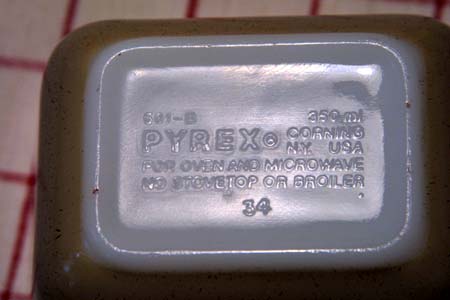 501-B 350 ml
PYREX® CORNING
N.Y. USA
FOR OVEN AND MICROWAVE
NO STOVETOP OR BROILER
34